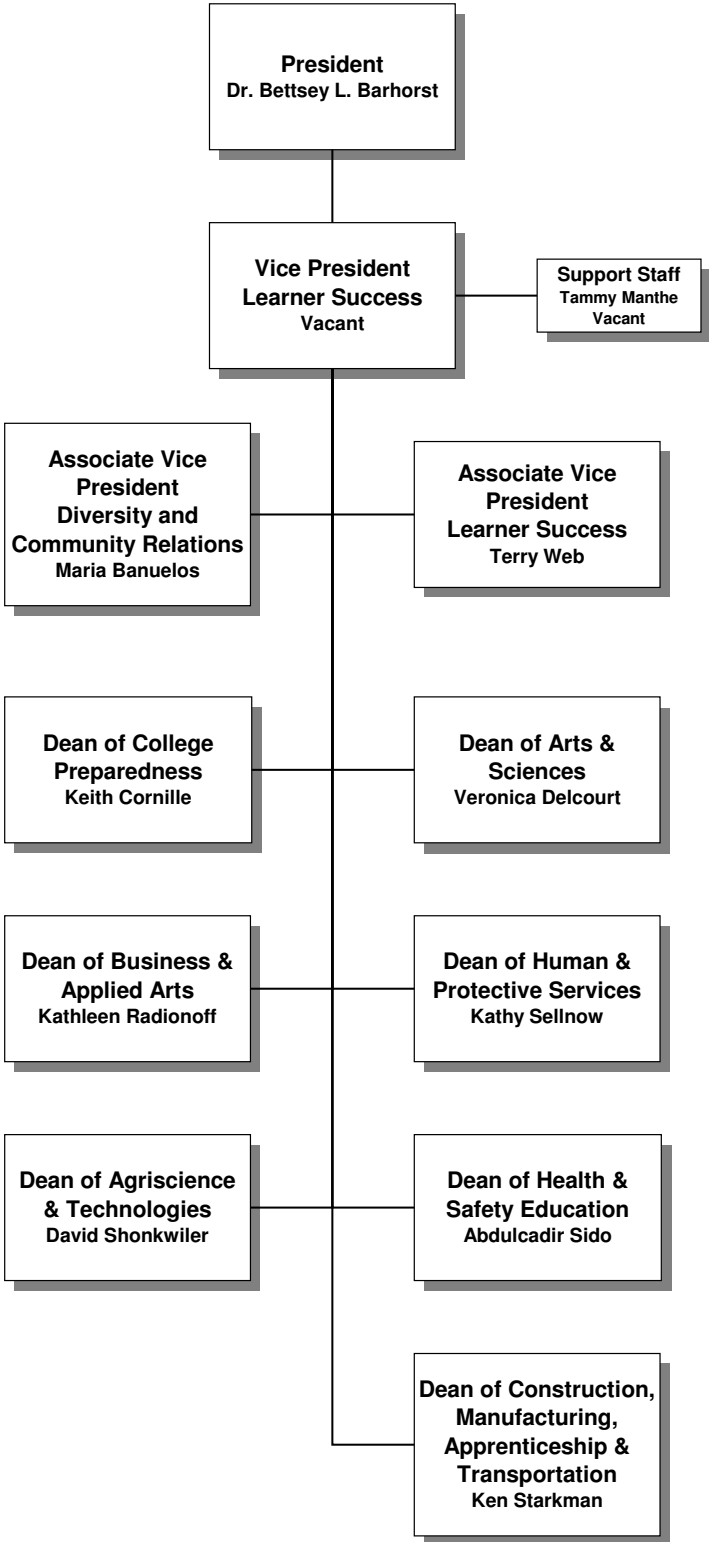 President
Dr. Bettsey L. Barhorst
Vice President
Learner Success
Vacant
Support Staff
Tammy Manthe
Vacant
Associate Vice
President
Diversity and
Community Relations
Maria Banuelos
Associate Vice
President
Learner Success
Terry Web
Dean of College
Preparedness
Keith Cornille
Dean of Arts &
Sciences
Veronica Delcourt
Dean of Business &
Applied Arts
Kathleen Radionoff
Dean of Human &
Protective Services
Kathy Sellnow
Dean of Agriscience
& Technologies
David Shonkwiler
Dean of Health &
Safety Education
Abdulcadir Sido
Dean of Construction,
Manufacturing,
Apprenticeship &
Transportation
Ken Starkman